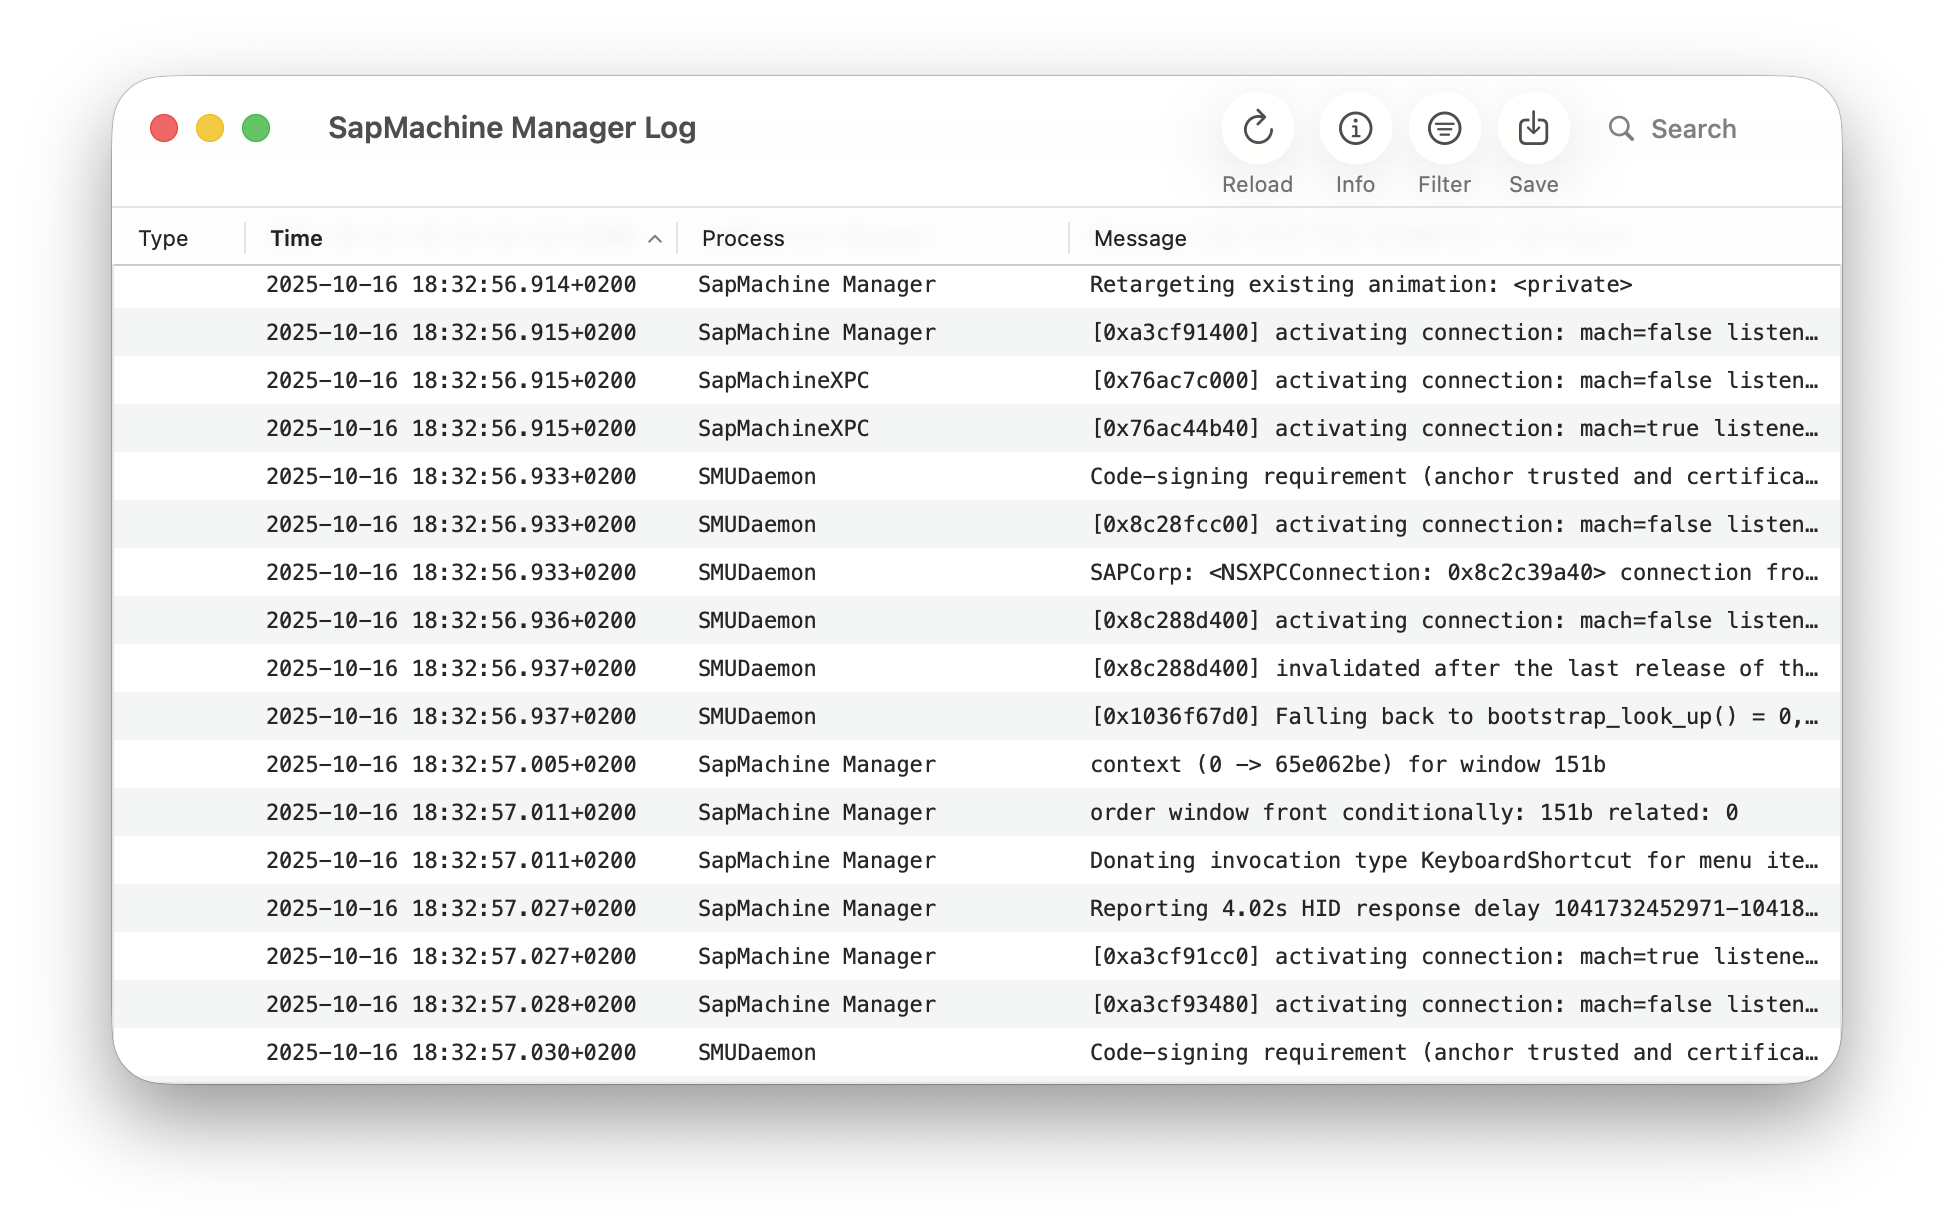 SapMachine Manager Log
Reload Info Filter Save Search
Type Time Process Message
2025-10-16 18:32:56.914+0200 SapMachine Manager Retargeting existing animation: <private>
2025-10-16 18:32:56.915+0200 SapMachine Manager [0xa3cf91400] activating connection: mach=false listen…
2025-10-16 18:32:56.915+0200 SapMachineXPC [0x76ac7c000] activating connection: mach=false listen…
2025-10-16 18:32:56.915+0200 SapMachineXPC [0x76ac44b40] activating connection: mach=true listene…
2025-10-16 18:32:56.933+0200 SMUDaemon Code-signing requirement (anchor trusted and certifica…
2025-10-16 18:32:56.933+0200 SMUDaemon [0x8c28fcc00] activating connection: mach=false listen…
2025-10-16 18:32:56.933+0200 SMUDaemon SAPCorp: <NSXPCConnection: 0x8c2c39a40> connection fro…
2025-10-16 18:32:56.936+0200 SMUDaemon [0x8c288d400] activating connection: mach=false listen…
2025-10-16 18:32:56.937+0200 SMUDaemon [0x8c288d400] invalidated after the last release of th…
2025-10-16 18:32:56.937+0200 SMUDaemon [0x1036f67d0] Falling back to bootstrap_look_up() = 0,…
2025-10-16 18:32:57.005+0200 SapMachine Manager context (0 -> 65e062be) for window 151b
2025-10-16 18:32:57.011+0200 SapMachine Manager order window front conditionally: 151b related: 0
2025-10-16 18:32:57.011+0200 SapMachine Manager Donating invocation type KeyboardShortcut for menu ite…
2025-10-16 18:32:57.027+0200 SapMachine Manager Reporting 4.02s HID response delay 1041732452971-10418…
2025-10-16 18:32:57.027+0200 SapMachine Manager [0xa3cf91cc0] activating connection: mach=true listene…
2025-10-16 18:32:57.028+0200 SapMachine Manager [0xa3cf93480] activating connection: mach=false listen…
2025-10-16 18:32:57.030+0200 SMUDaemon Code-signing requirement (anchor trusted and certifica…